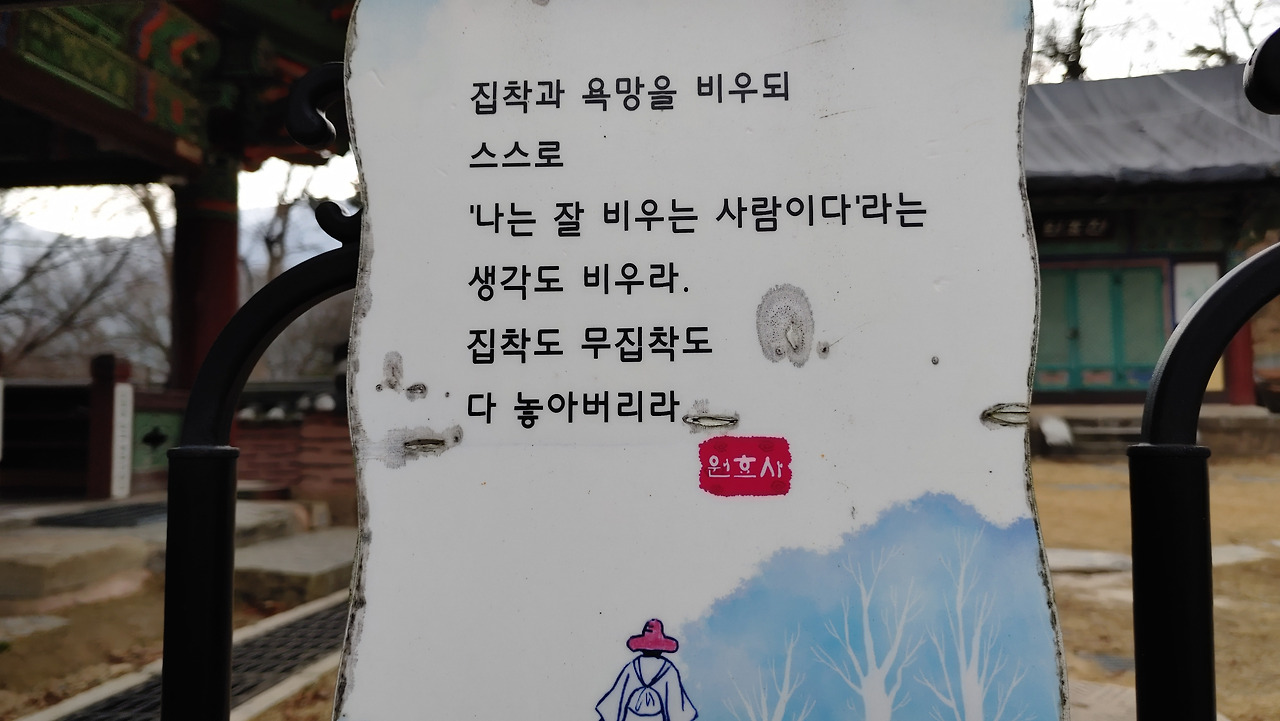 집착과 욕망을 비우되
스스로
'나는 잘 비우는 사람이다'라는
생각도 비우라.
집착도 무집착도
다 놓아버리라
원효사